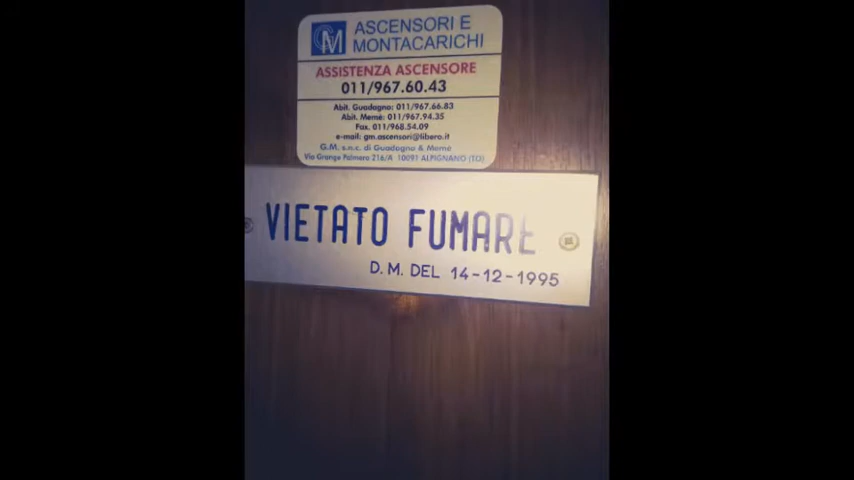 GM
ASCENSORI E
MONTACARICHI
ASSISTENZA ASCENSORE
011/967.60.43
Abit. Guadagno: 011/967.66.83
Abit. Memè: 011/967.94.35
Fax. 011/968.54.09
e-mail: gm.ascensori@libero.it
G.M. s.n.c. di Guadagno & Memè
Via Grange Palmero 216/A 10091 ALPIGNANO (TO)
VIETATO FUMARE
D.M. DEL 14-12-1995